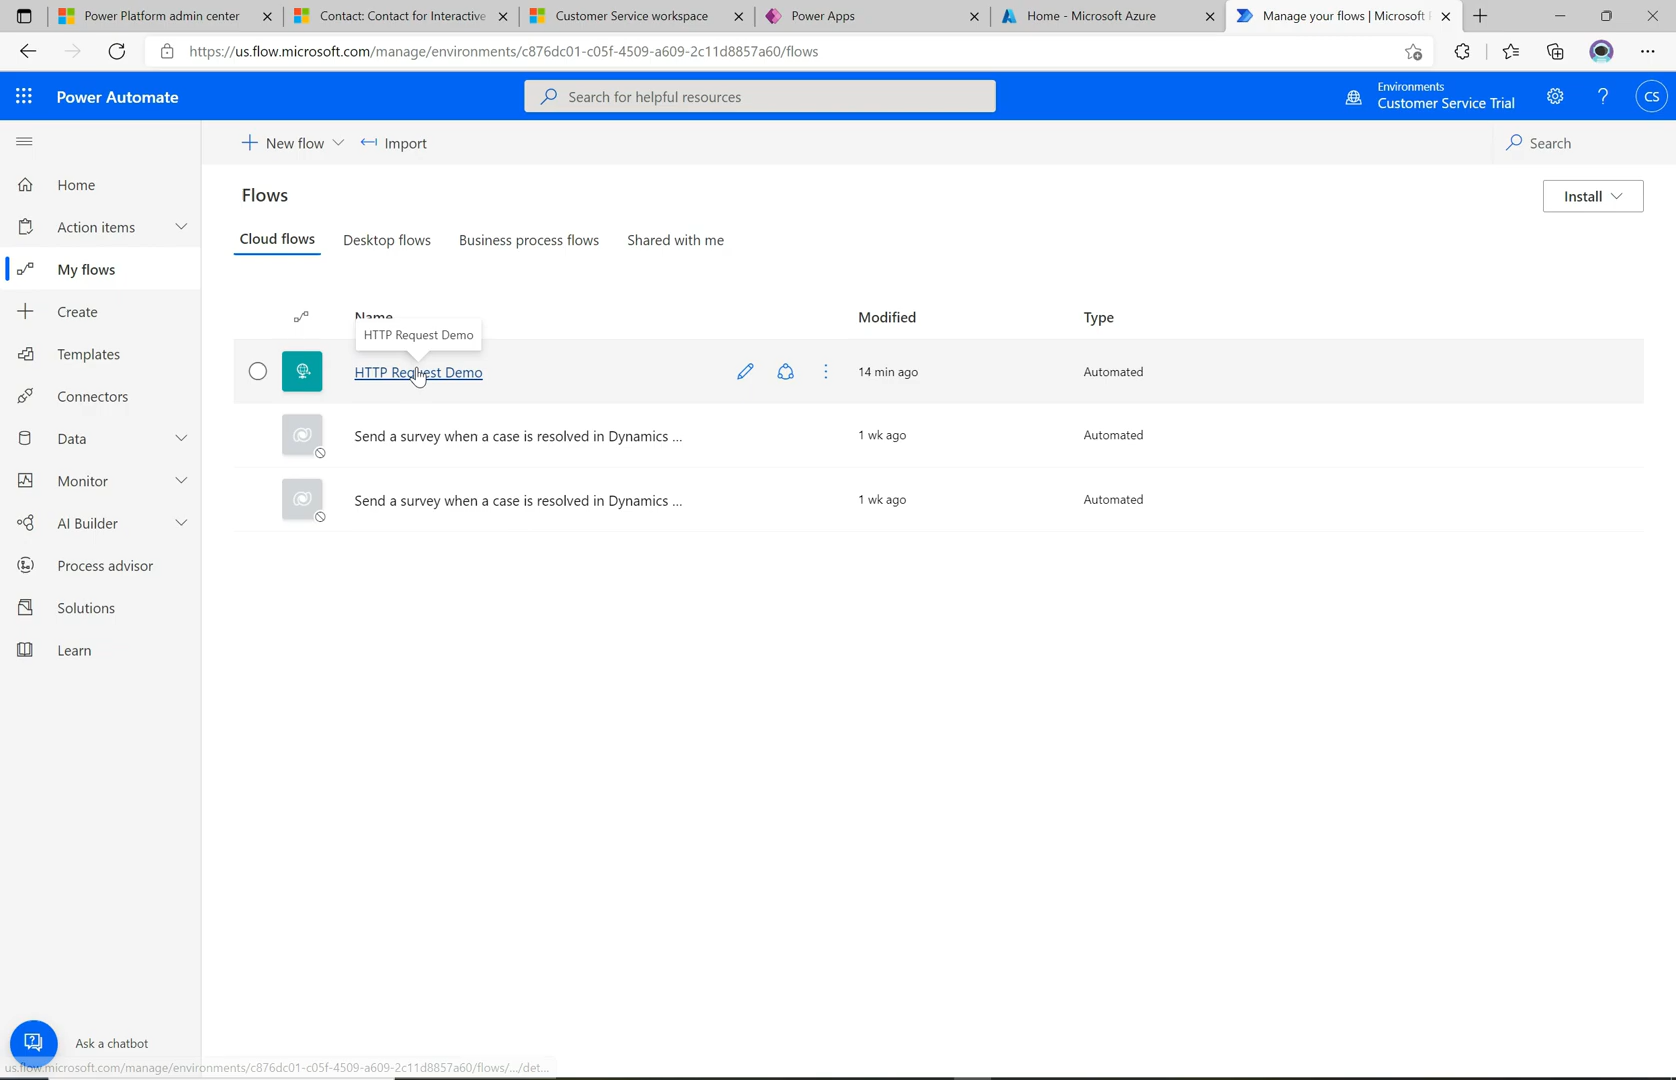 Power Platform admin center
Contact: Contact for Interactive
Customer Service workspace
Power Apps
Home - Microsoft Azure
Manage your flows | Microsoft
https://us.flow.microsoft.com/manage/environments/c876dc01-c05f-4509-a609-2c11d8857a60/flows
Power Automate
Search for helpful resources
Environments
Customer Service Trial
?
CS
New flow
Import
Search
Home
Action items
My flows
Create
Templates
Connectors
Data
Monitor
AI Builder
Process advisor
Solutions
Learn
Ask a chatbot
Flows
Install
Cloud flows
Desktop flows
Business process flows
Shared with me
Name
Modified
Type
HTTP Request Demo
HTTP Request Demo
14 min ago
Automated
Send a survey when a case is resolved in Dynamics ...
1 wk ago
Automated
Send a survey when a case is resolved in Dynamics ...
1 wk ago
Automated
us.flow.microsoft.com/manage/environments/c876dc01-c05f-4509-a609-2c11d8857a60/flows/.../det...